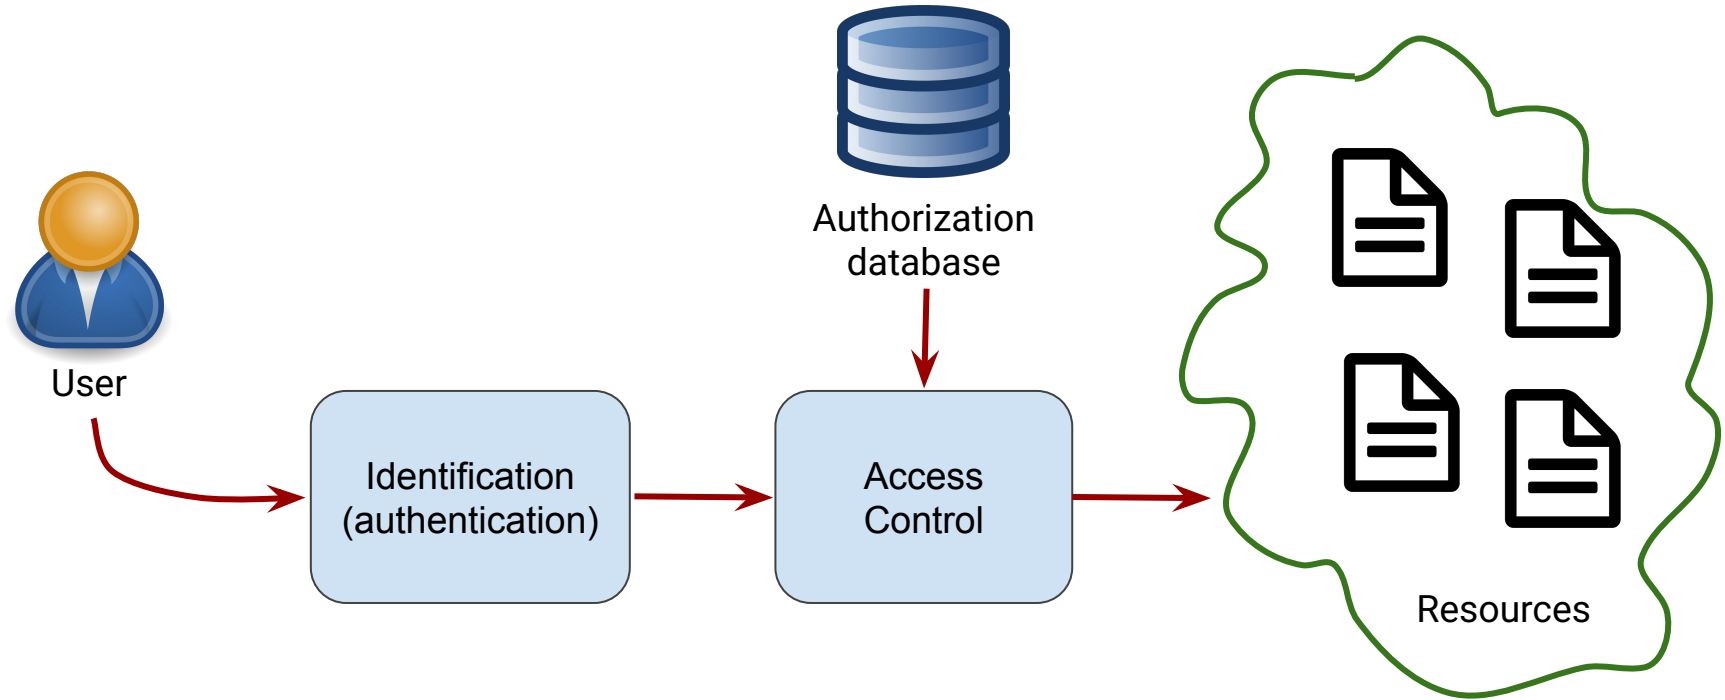 User
Identification
(authentication)
Authorization
database
Access
Control
Resources